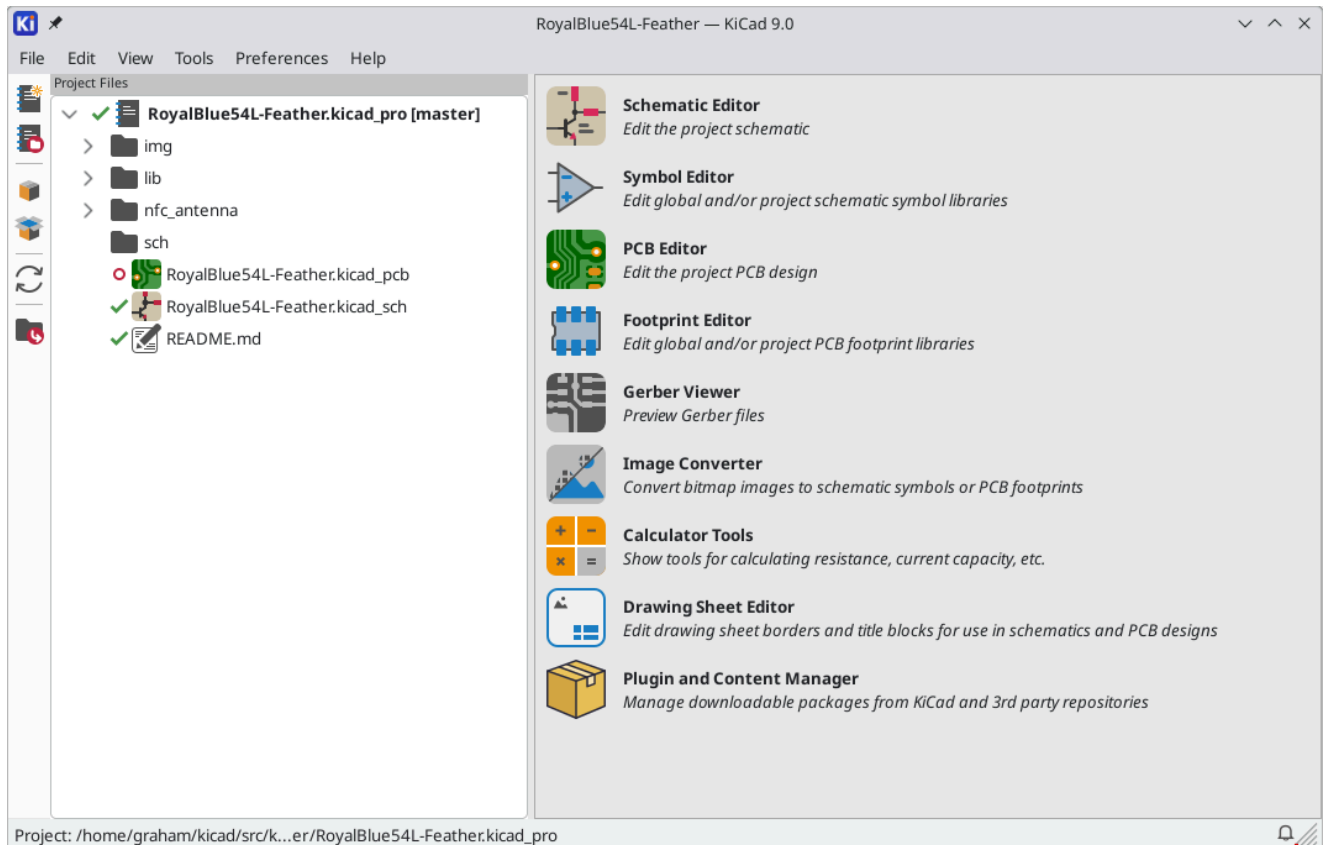 Ki
RoyalBlue54L-Feather — KiCad 9.0
File Edit View Tools Preferences Help
Project Files
RoyalBlue54L-Feather.kicad_pro [master]
img
lib
nfc_antenna
sch
RoyalBlue54L-Feather.kicad_pcb
RoyalBlue54L-Feather.kicad_sch
README.md
Schematic Editor
Edit the project schematic
Symbol Editor
Edit global and/or project schematic symbol libraries
PCB Editor
Edit the project PCB design
Footprint Editor
Edit global and/or project PCB footprint libraries
Gerber Viewer
Preview Gerber files
Image Converter
Convert bitmap images to schematic symbols or PCB footprints
Calculator Tools
Show tools for calculating resistance, current capacity, etc.
Drawing Sheet Editor
Edit drawing sheet borders and title blocks for use in schematics and PCB designs
Plugin and Content Manager
Manage downloadable packages from KiCad and 3rd party repositories
Project: /home/graham/kicad/src/k...er/RoyalBlue54L-Feather.kicad_pro